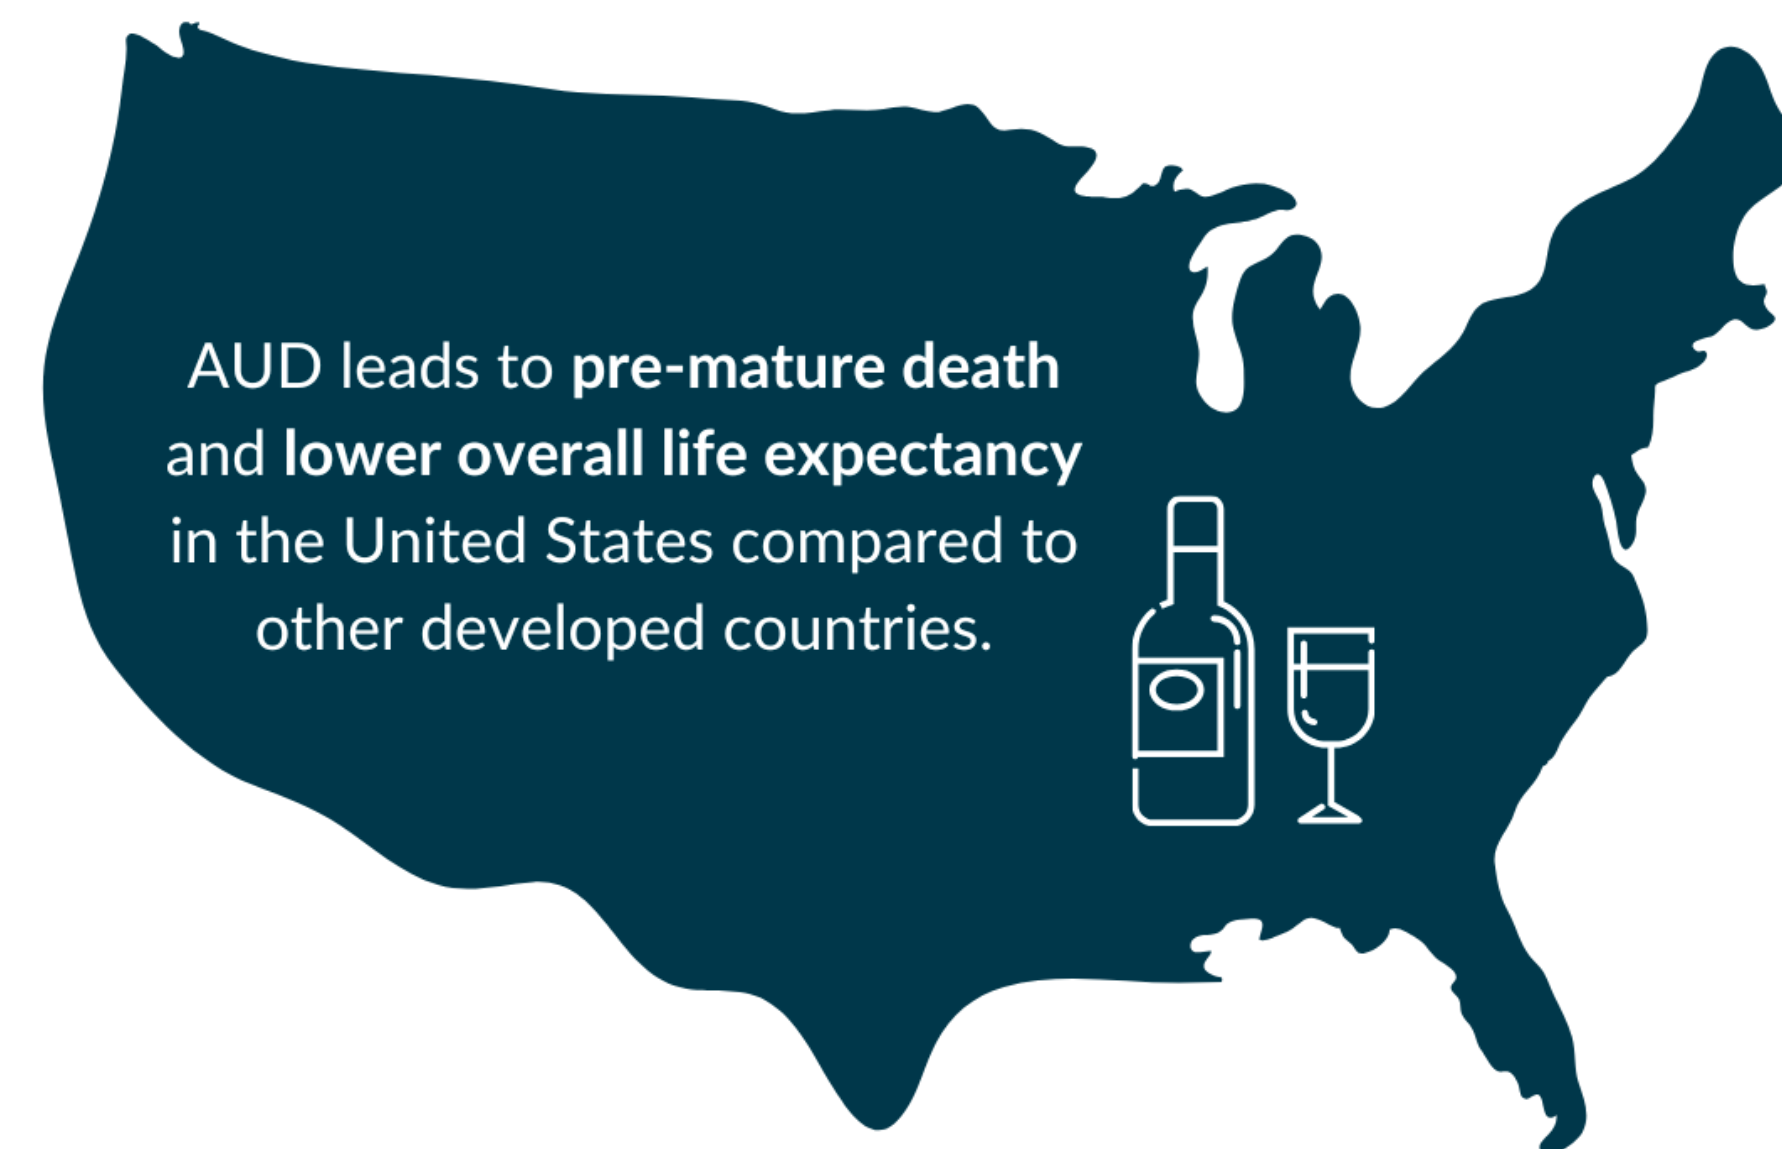 AUD leads to pre-mature death
and lower overall life expectancy
in the United States compared to
other developed countries.